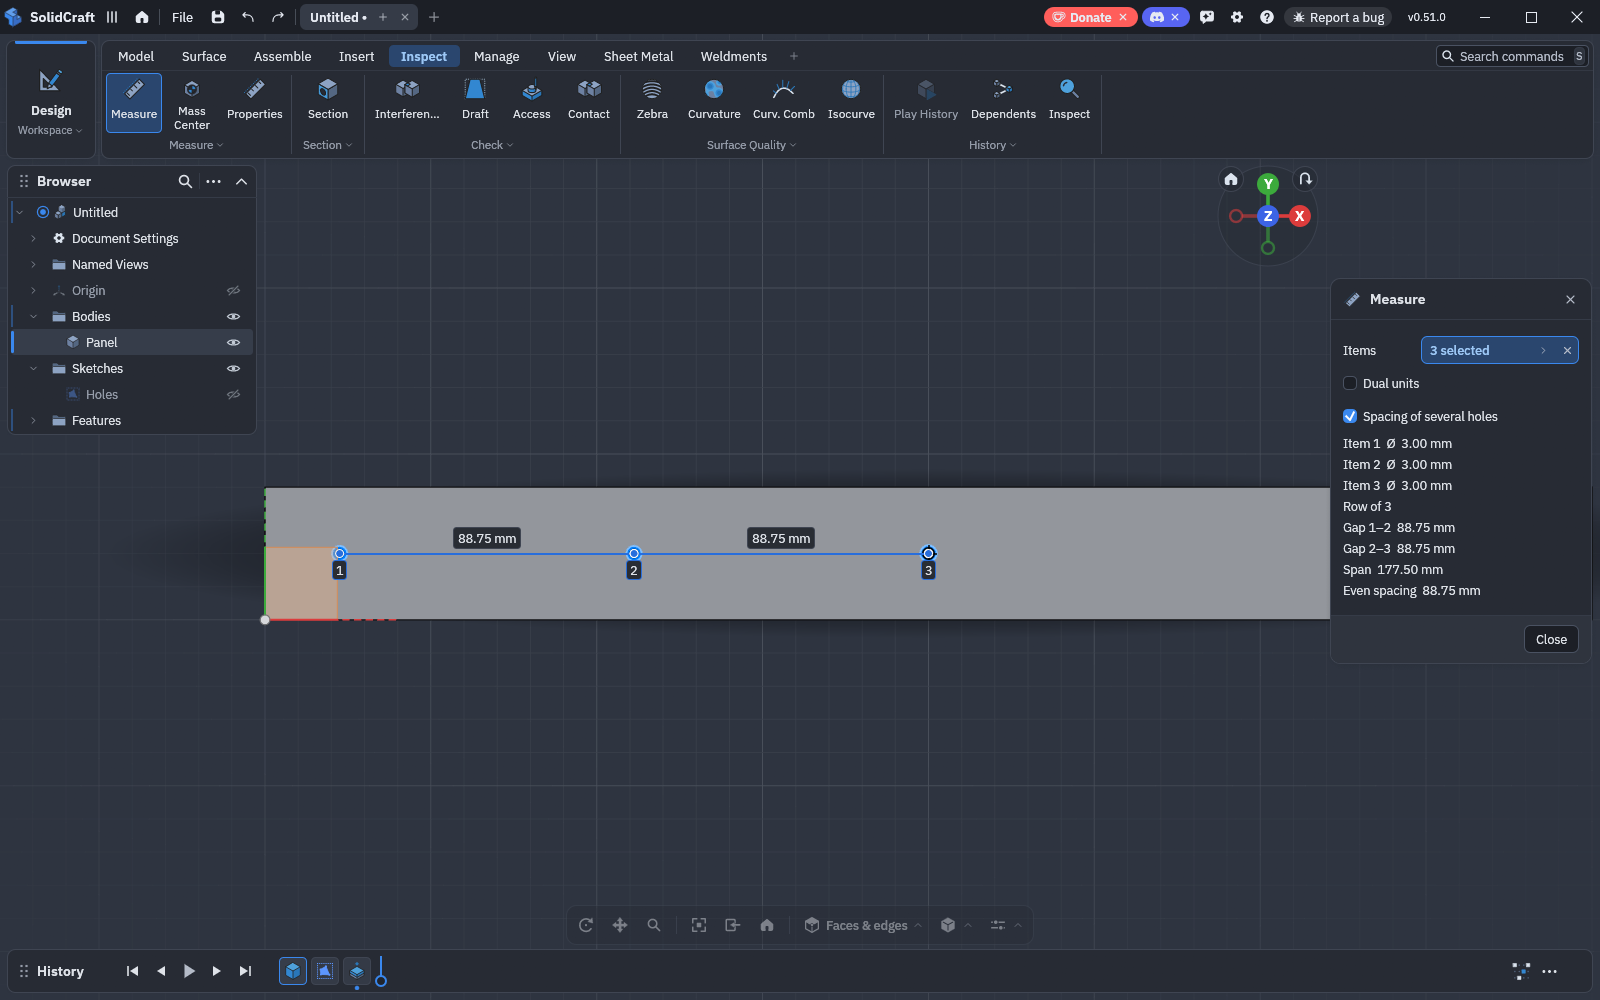 SolidCraft
File
Untitled •
Donate
Report a bug
v0.51.0
Design
Workspace
Model
Surface
Assemble
Insert
Inspect
Manage
View
Sheet Metal
Weldments
Search commands
S
Measure
Mass Center
Properties
Measure
Section
Section
Interferen...
Draft
Access
Contact
Check
Zebra
Curvature
Curv. Comb
Isocurve
Surface Quality
Play History
Dependents
Inspect
History
Browser
Untitled
Document Settings
Named Views
Origin
Bodies
Panel
Sketches
Holes
Features
Y
Z
X
88.75 mm
88.75 mm
1
2
3
Measure
Items
3 selected
Dual units
Spacing of several holes
Item 1 Ø 3.00 mm
Item 2 Ø 3.00 mm
Item 3 Ø 3.00 mm
Row of 3
Gap 1–2 88.75 mm
Gap 2–3 88.75 mm
Span 177.50 mm
Even spacing 88.75 mm
Close
Faces & edges
History